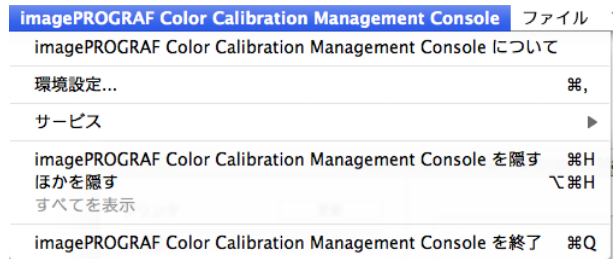 imagePROGRAF Color Calibration Management Console ファイル
imagePROGRAF Color Calibration Management Console について
環境設定... ⌘,
サービス ▶
imagePROGRAF Color Calibration Management Console を隠す ⌘H
ほかを隠す ⌥⌘H
すべてを表示
imagePROGRAF Color Calibration Management Console を終了 ⌘Q